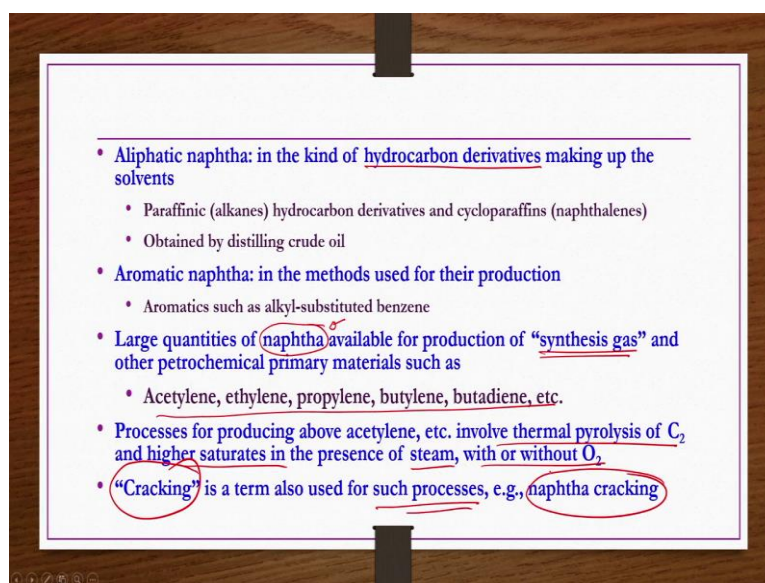 • Aliphatic naphtha: in the kind of hydrocarbon derivatives making up the
solvents
• Paraffinic (alkanes) hydrocarbon derivatives and cycloparaffins (naphthalenes)
• Obtained by distilling crude oil
• Aromatic naphtha: in the methods used for their production
• Aromatics such as alkyl-substituted benzene
• Large quantities of naphtha available for production of “synthesis gas” and
other petrochemical primary materials such as
• Acetylene, ethylene, propylene, butylene, butadiene, etc.
• Processes for producing above acetylene, etc. involve thermal pyrolysis of C₂
and higher saturates in the presence of steam, with or without O₂
• “Cracking” is a term also used for such processes, e.g., naphtha cracking